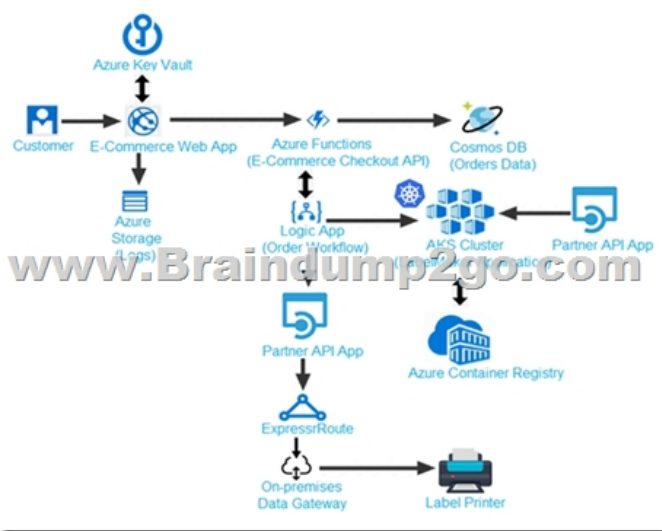 Azure Key Vault
Customer
E-Commerce Web App
Azure Functions
(E-Commerce Checkout API)
Cosmos DB
(Orders Data)
Azure
Storage
(Logs)
Logic App
(Order Workflow)
AKS Cluster
Partner API App
www.Braindump2go.com
Partner API App
Azure Container Registry
ExpressrRoute
On-premises
Data Gateway
Label Printer